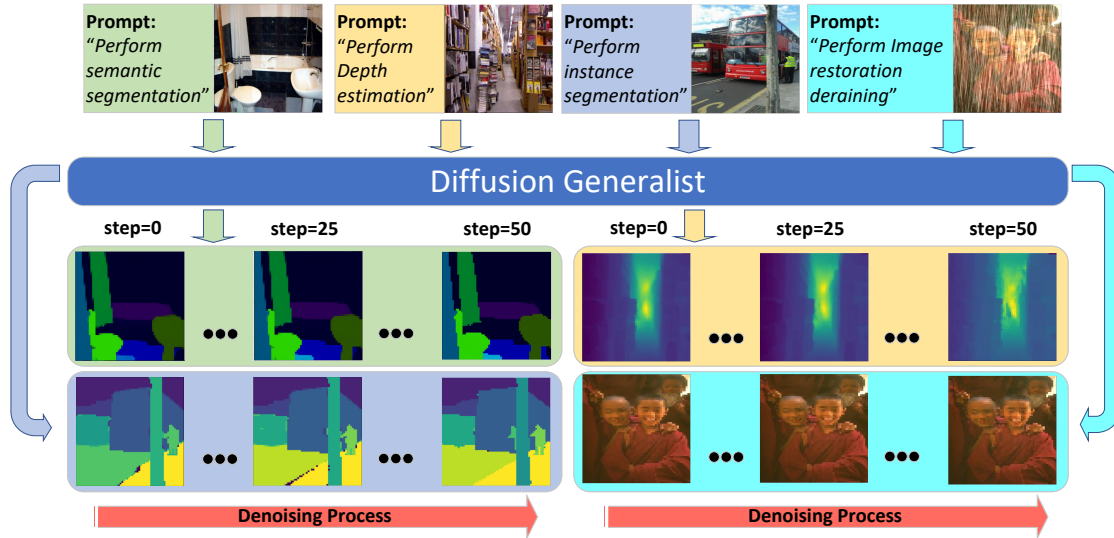 Prompt:
“Perform
semantic
segmentation”
Prompt:
“Perform
Depth
estimation”
Prompt:
“Perform
instance
segmentation”
Prompt:
“Perform Image
restoration
deraining”
Diffusion Generalist
step=0
step=25
step=50
step=0
step=25
step=50
Denoising Process
Denoising Process